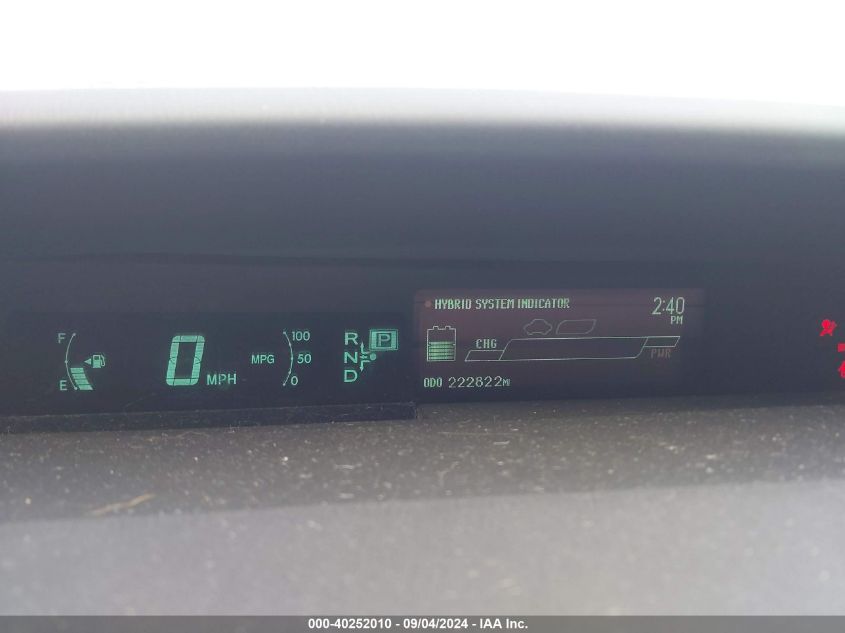 F
E
0 MPH
MPG
100
50
0
R
N
D
F
P
HYBRID SYSTEM INDICATOR
2:40
PM
CHG
PWR
ODO 222822MI
000-40252010 - 09/04/2024 - IAA Inc.